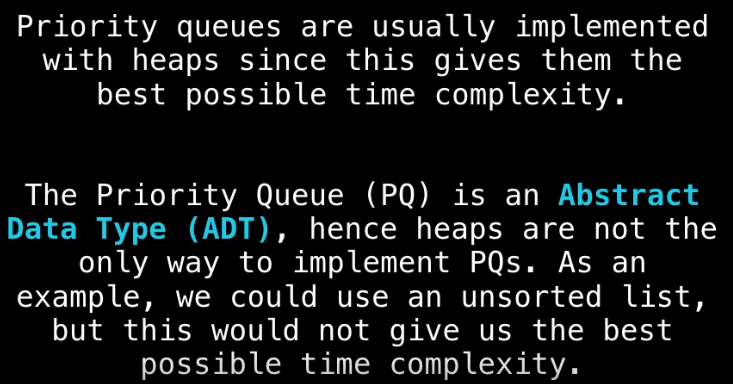 Priority queues are usually implemented
with heaps since this gives them the
best possible time complexity.
The Priority Queue (PQ) is an Abstract
Data Type (ADT), hence heaps are not the
only way to implement PQs. As an
example, we could use an unsorted list,
but this would not give us the best
possible time complexity.